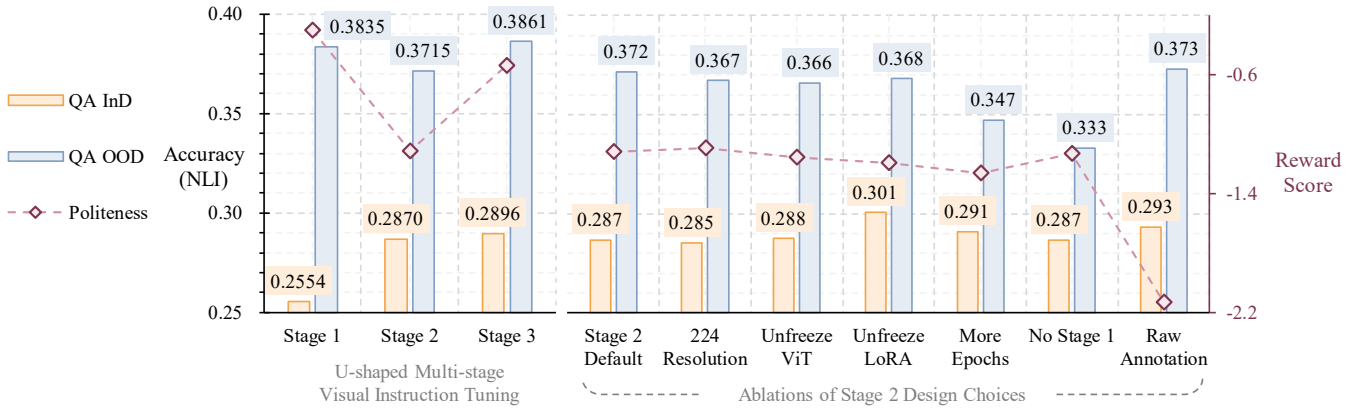 QA InD
QA OOD
Politeness
Accuracy
(NLI)
0.40
0.35
0.30
0.25
0.3835
0.3715
0.3861
0.2554
0.2870
0.2896
0.372
0.367
0.366
0.368
0.347
0.333
0.373
0.287
0.285
0.288
0.301
0.291
0.287
0.293
-0.6
-1.4
-2.2
Reward
Score
Stage 1
Stage 2
Stage 3
Stage 2
Default
224
Resolution
Unfreeze
ViT
Unfreeze
LoRA
More
Epochs
No Stage 1
Raw
Annotation
U-shaped Multi-stage
Visual Instruction Tuning
Ablations of Stage 2 Design Choices